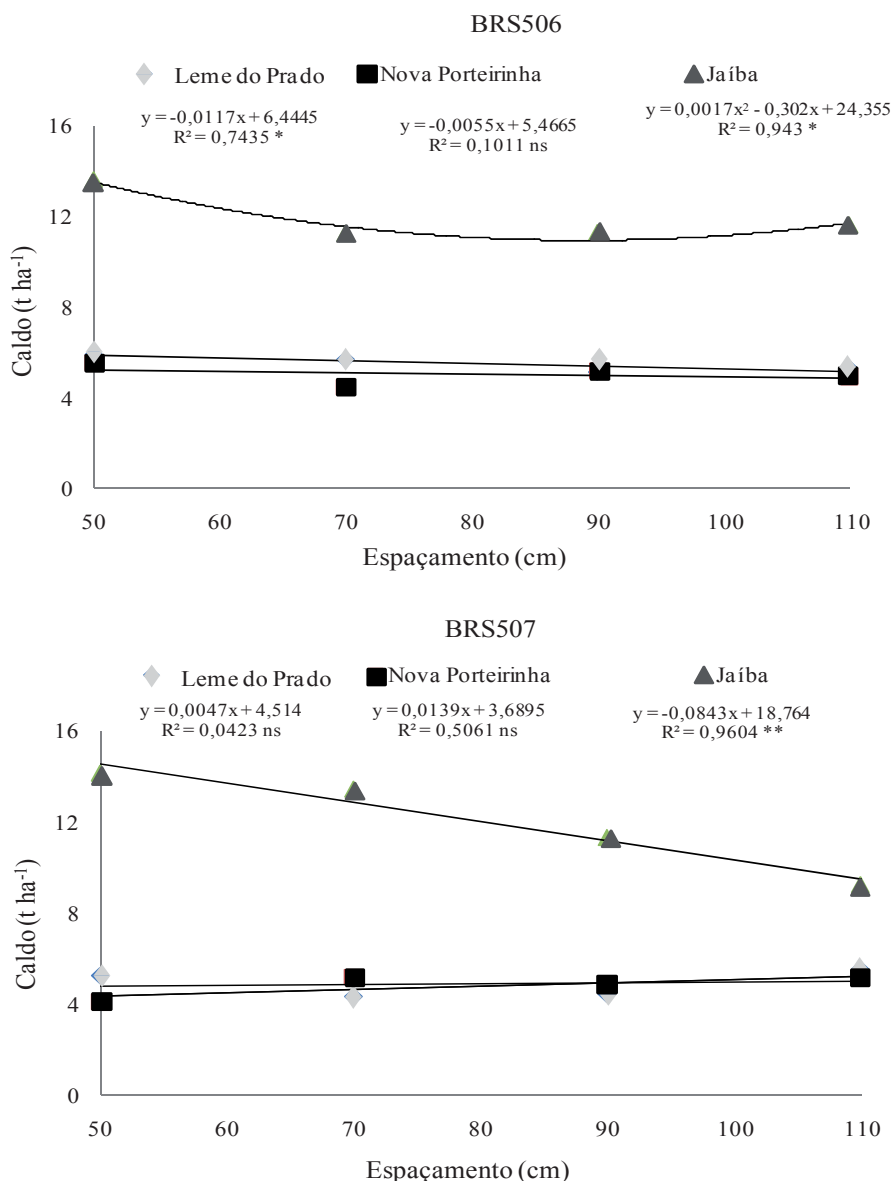 BRS506
Leme do Prado Nova Porteirinha Jaíba
y = -0,0117x + 6,4445 y = -0,0055x + 5,4665 y = 0,0017x² - 0,302x + 24,355
R² = 0,7435 * R² = 0,1011 ns R² = 0,943 *
16
12
8
4
0
Caldo (t ha⁻¹)
50 60 70 80 90 100 110
Espaçamento (cm)
BRS507
Leme do Prado Nova Porteirinha Jaíba
y = 0,0047x + 4,514 y = 0,0139x + 3,6895 y = -0,0843x + 18,764
R² = 0,0423 ns R² = 0,5061 ns R² = 0,9604 **
16
12
8
4
0
Caldo (t ha⁻¹)
50 60 70 80 90 100 110
Espaçamento (cm)